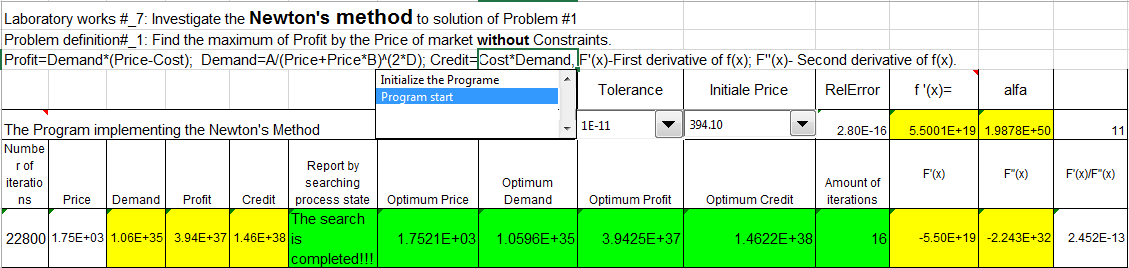 Laboratory works #_7: Investigate the Newton's method to solution of Problem #1
Problem definition#_1: Find the maximum of Profit by the Price of market without Constraints.
Profit=Demand*(Price-Cost); Demand=A/(Price+Price*B)^(2*D); Credit=Cost*Demand, F'(x)-First derivative of f(x); F''(x)- Second derivative of f(x).
Initialize the Programe
Program start
Tolerance Initiale Price RelError f '(x)= alfa
The Program implementing the Newton's Method 1E-11 394.10 2.80E-16 5.5001E+19 1.9878E+50 11
Numbe
r of
iteratio
ns
Price Demand Profit Credit
Report by
searching
process state
Optimum Price
Optimum
Demand
Optimum Profit Optimum Credit
Amount of
iterations
F'(x) F''(x) F'(x)/F''(x)
22800 1.75E+03 1.06E+35 3.94E+37 1.46E+38
The search
is
completed!!!
1.7521E+03 1.0596E+35 3.9425E+37 1.4622E+38 16 -5.50E+19 -2.243E+32 2.452E-13